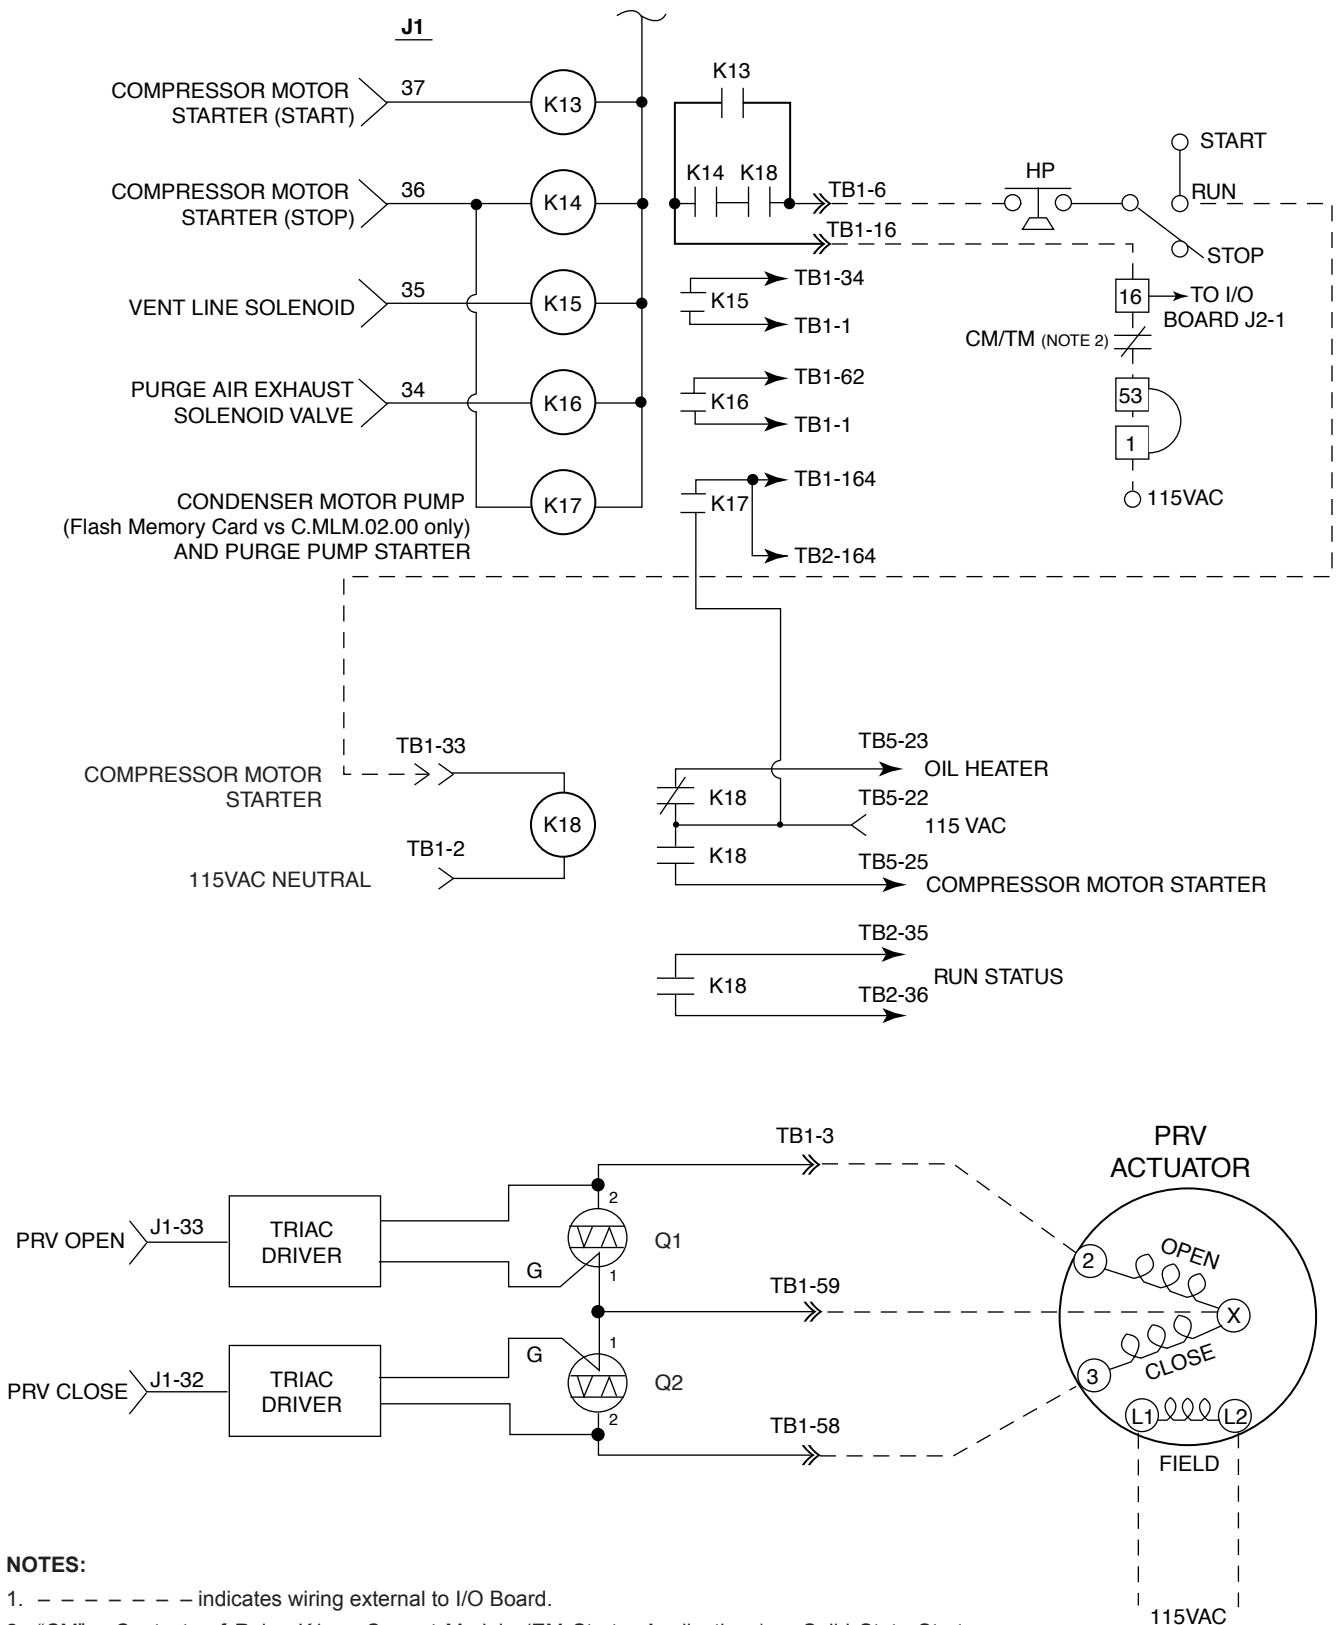 J1
COMPRESSOR MOTOR
STARTER (START)
37
K13
COMPRESSOR MOTOR
STARTER (STOP)
36
K14
VENT LINE SOLENOID
35
K15
PURGE AIR EXHAUST
SOLENOID VALVE
34
K16
CONDENSER MOTOR PUMP
(Flash Memory Card vs C.MLM.02.00 only)
AND PURGE PUMP STARTER
K17
K13
K14 K18
TB1-6
TB1-16
HP
START
RUN
STOP
16
TO I/O
BOARD J2-1
CM/TM (NOTE 2)
53
1
115VAC
K15
TB1-34
TB1-1
K16
TB1-62
TB1-1
K17
TB1-164
TB2-164
COMPRESSOR MOTOR
STARTER
TB1-33
K18
TB1-2
115VAC NEUTRAL
TB5-23
OIL HEATER
K18
TB5-22
115 VAC
K18
TB5-25
COMPRESSOR MOTOR STARTER
TB2-35
K18
RUN STATUS
TB2-36
PRV OPEN
J1-33
TRIAC
DRIVER
G
2
1
Q1
TB1-3
TB1-59
PRV CLOSE
J1-32
TRIAC
DRIVER
G
1
2
Q2
TB1-58
PRV
ACTUATOR
2
OPEN
X
3
CLOSE
L1
L2
FIELD
115VAC
NOTES:
1. – – – – – – – indicates wiring external to I/O Board.